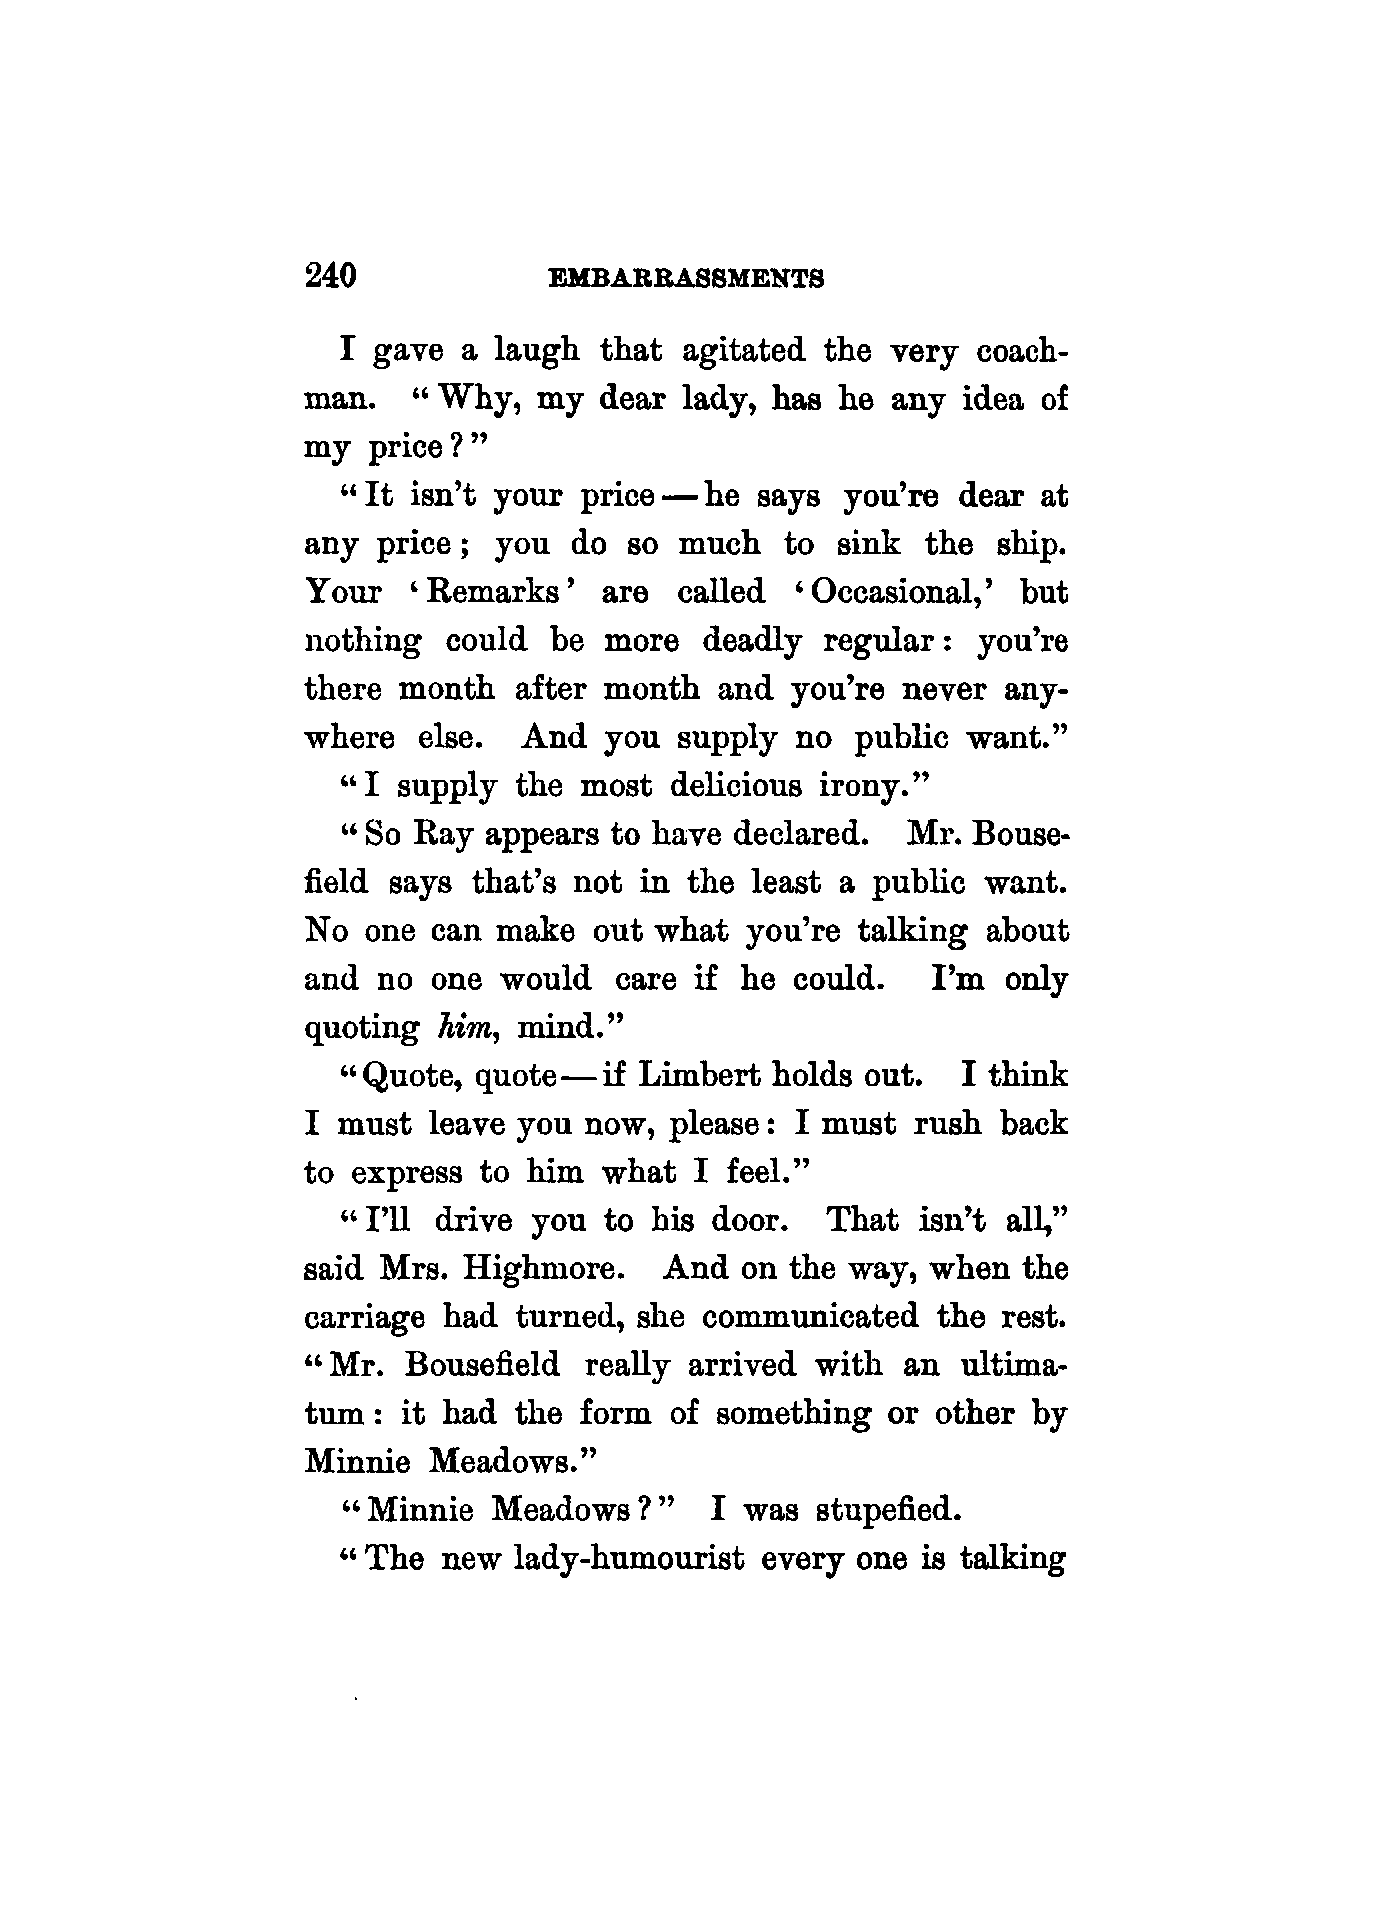 240 EMBARRASSMENTS
I gave a laugh that agitated the very coach-
man. “Why, my dear lady, has he any idea of
my price?”
“It isn’t your price—he says you’re dear at
any price; you do so much to sink the ship.
Your ‘Remarks’ are called ‘Occasional,’ but
nothing could be more deadly regular: you’re
there month after month and you’re never any-
where else. And you supply no public want.”
“I supply the most delicious irony.”
“So Ray appears to have declared. Mr. Bouse-
field says that’s not in the least a public want.
No one can make out what you’re talking about
and no one would care if he could. I’m only
quoting him, mind.”
“Quote, quote—if Limbert holds out. I think
I must leave you now, please: I must rush back
to express to him what I feel.”
“I’ll drive you to his door. That isn’t all,”
said Mrs. Highmore. And on the way, when the
carriage had turned, she communicated the rest.
“Mr. Bousefield really arrived with an ultima-
tum: it had the form of something or other by
Minnie Meadows.”
“Minnie Meadows?” I was stupefied.
“The new lady-humourist every one is talking